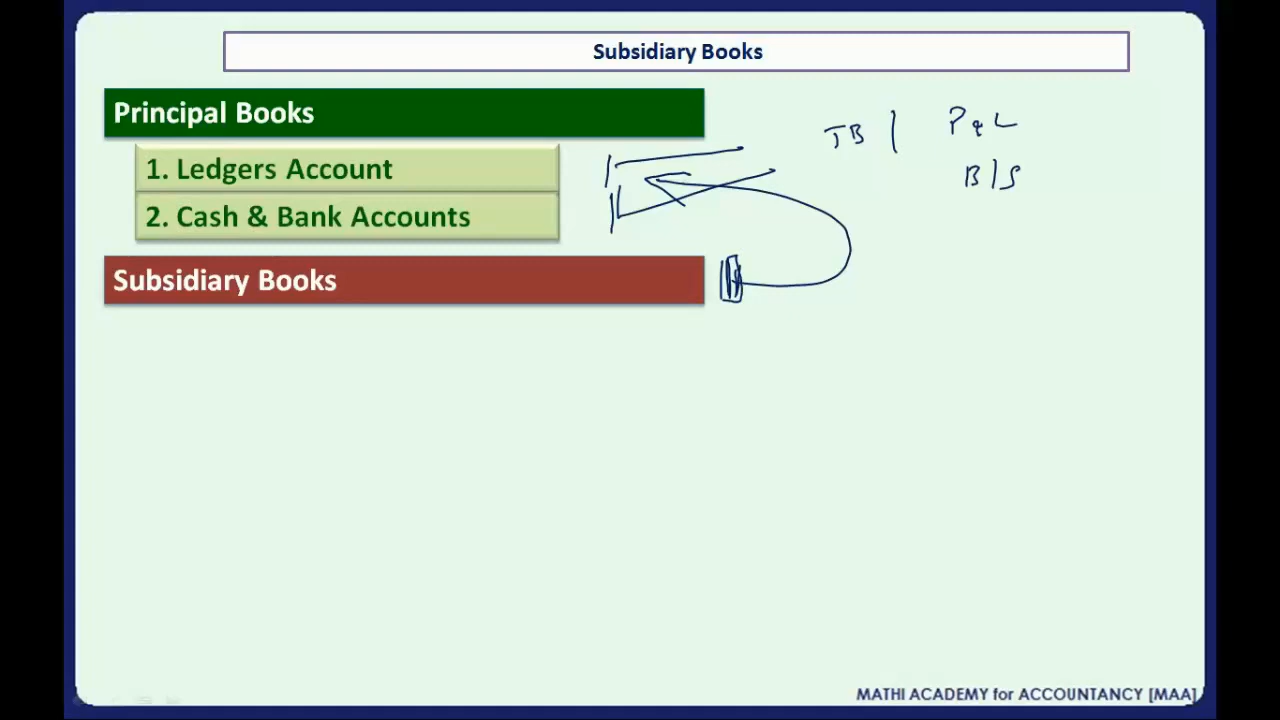 Subsidiary Books
Principal Books
1. Ledgers Account
2. Cash & Bank Accounts
Subsidiary Books
TB | P & L
B/S
MATHI ACADEMY for ACCOUNTANCY [MAA]